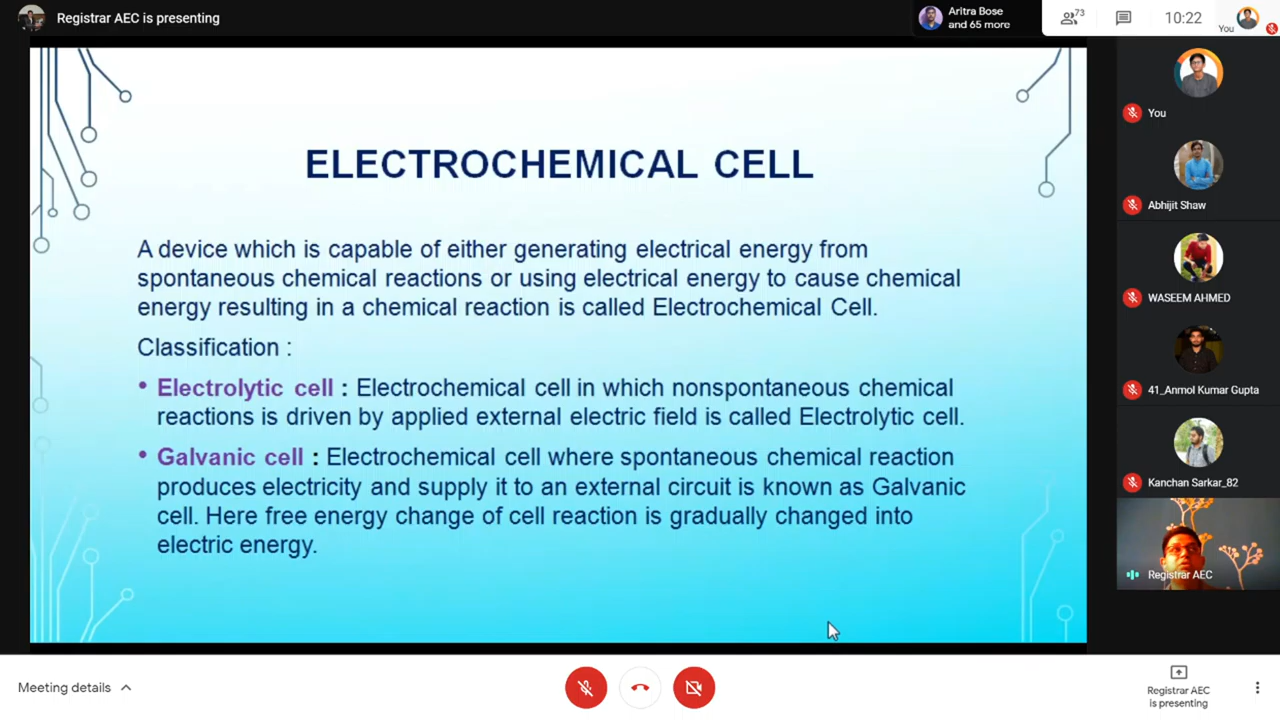 Registrar AEC is presenting
Aritra Bose
and 65 more
73
10:22
You
ELECTROCHEMICAL CELL
A device which is capable of either generating electrical energy from
spontaneous chemical reactions or using electrical energy to cause chemical
energy resulting in a chemical reaction is called Electrochemical Cell.
Classification :
• Electrolytic cell : Electrochemical cell in which nonspontaneous chemical
reactions is driven by applied external electric field is called Electrolytic cell.
• Galvanic cell : Electrochemical cell where spontaneous chemical reaction
produces electricity and supply it to an external circuit is known as Galvanic
cell. Here free energy change of cell reaction is gradually changed into
electric energy.
You
Abhijit Shaw
WASEEM AHMED
41_Anmol Kumar Gupta
Kanchan Sarkar_82
Registrar AEC
Meeting details
Registrar AEC
is presenting